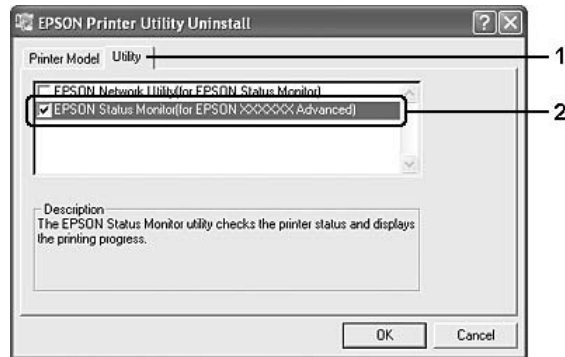 EPSON Printer Utility Uninstall
Printer Model Utility 1
EPSON Network Utility(for EPSON Status Monitor)
EPSON Status Monitor(for EPSON XXXXXX Advanced) 2
Description
The EPSON Status Monitor utility checks the printer status and displays
the printing progress.
OK Cancel